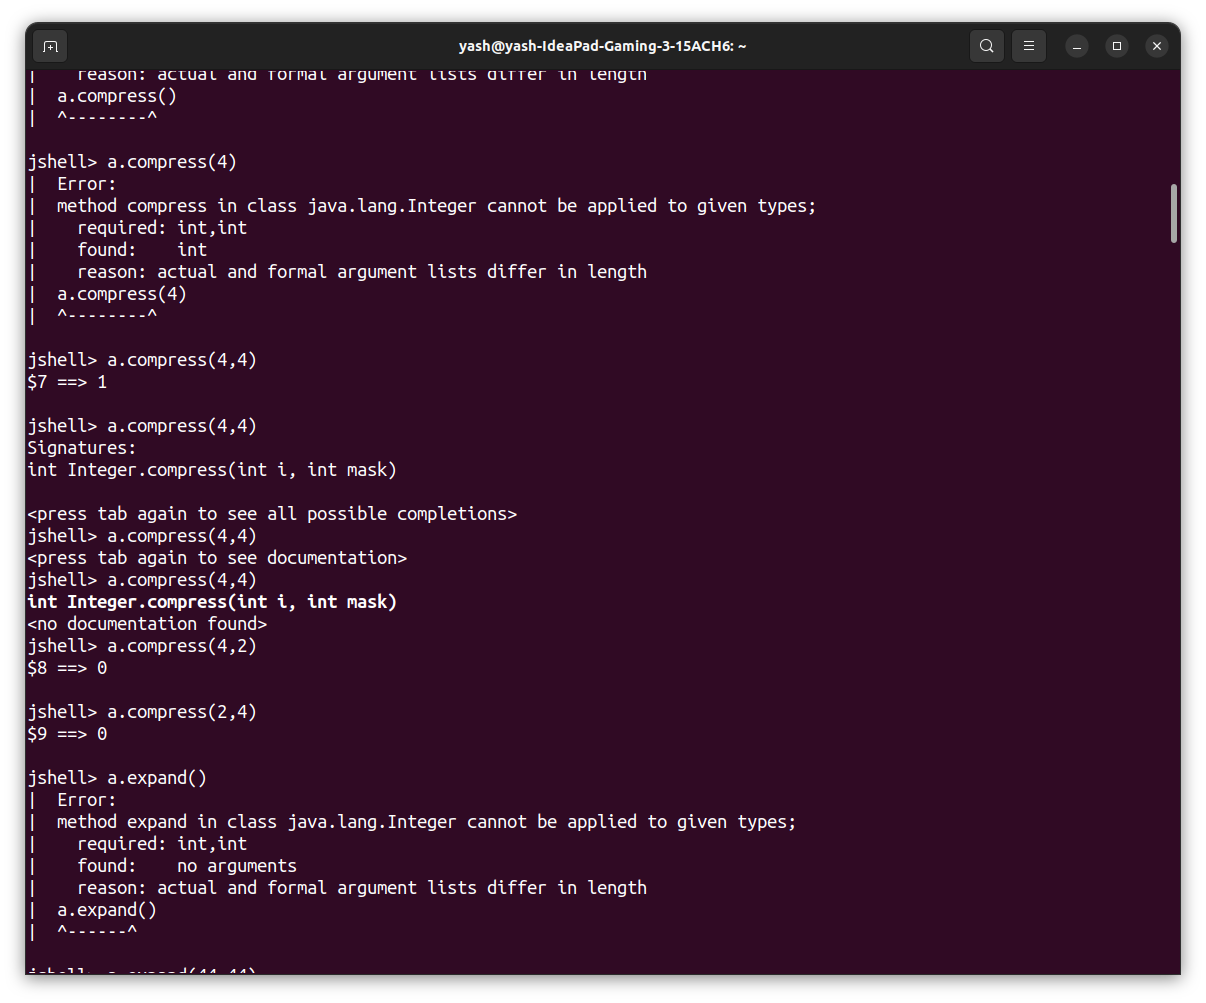 yash@yash-IdeaPad-Gaming-3-15ACH6: ~
|    reason: actual and formal argument lists differ in length
|  a.compress()
|  ^--------^
jshell> a.compress(4)
|  Error:
|  method compress in class java.lang.Integer cannot be applied to given types;
|    required: int,int
|    found:    int
|    reason: actual and formal argument lists differ in length
|  a.compress(4)
|  ^--------^
jshell> a.compress(4,4)
$7 ==> 1
jshell> a.compress(4,4)
Signatures:
int Integer.compress(int i, int mask)
<press tab again to see all possible completions>
jshell> a.compress(4,4)
<press tab again to see documentation>
jshell> a.compress(4,4)
int Integer.compress(int i, int mask)
<no documentation found>
jshell> a.compress(4,2)
$8 ==> 0
jshell> a.compress(2,4)
$9 ==> 0
jshell> a.expand()
|  Error:
|  method expand in class java.lang.Integer cannot be applied to given types;
|    required: int,int
|    found:    no arguments
|    reason: actual and formal argument lists differ in length
|  a.expand()
|  ^------^
jshell> a.expand(44,44)